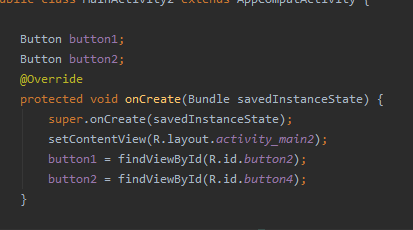 public class MainActivity2 extends AppCompatActivity {
Button button1;
Button button2;
@Override
protected void onCreate(Bundle savedInstanceState) {
super.onCreate(savedInstanceState);
setContentView(R.layout.activity_main2);
button1 = findViewById(R.id.button2);
button2 = findViewById(R.id.button4);
}